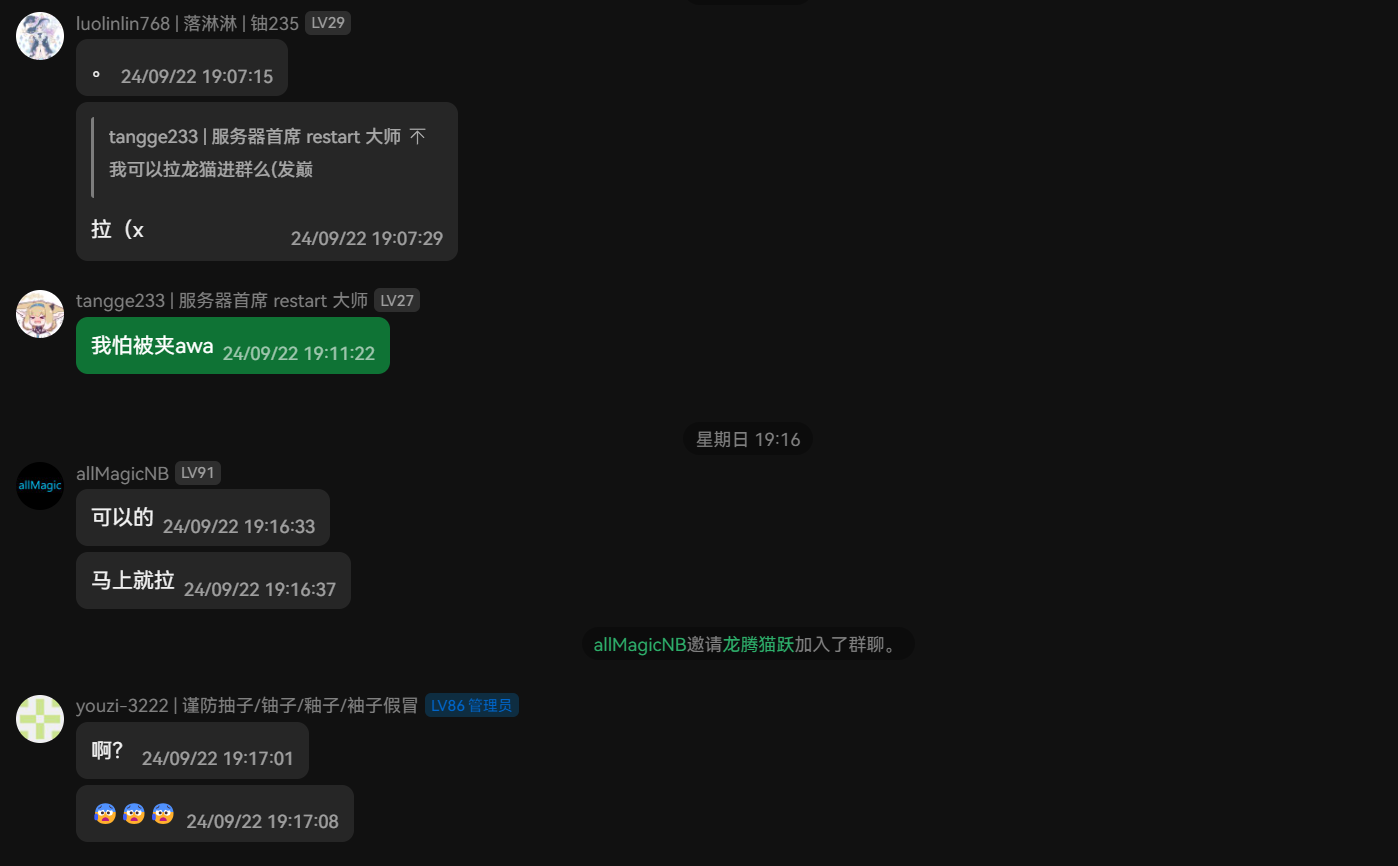 luolinlin768 | 落淋淋 | 铀235 LV29
。 24/09/22 19:07:15
tangge233 | 服务器首席 restart 大师
我可以拉龙猫进群么(发巅
拉（x 24/09/22 19:07:29
tangge233 | 服务器首席 restart 大师 LV27
我怕被夹awa 24/09/22 19:11:22
星期日 19:16
allMagic
allMagicNB LV91
可以的 24/09/22 19:16:33
马上就拉 24/09/22 19:16:37
allMagicNB邀请龙腾猫跃加入了群聊。
youzi-3222 | 谨防抽子/铀子/釉子/袖子假冒 LV86 管理员
啊? 24/09/22 19:17:01
😰😰😰 24/09/22 19:17:08